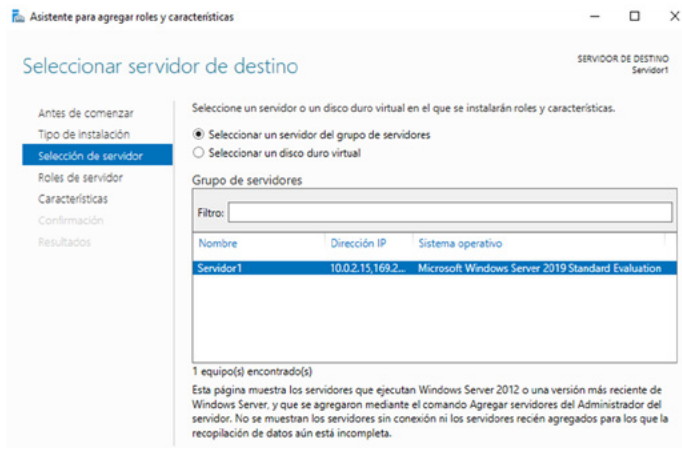 Asistente para agregar roles y características
Seleccionar servidor de destino
SERVIDOR DE DESTINO
Servidor1
Antes de comenzar
Tipo de instalación
Selección de servidor
Roles de servidor
Características
Confirmación
Resultados
Seleccione un servidor o un disco duro virtual en el que se instalarán roles y características.
Seleccionar un servidor del grupo de servidores
Seleccionar un disco duro virtual
Grupo de servidores
Filtro:
Nombre Dirección IP Sistema operativo
Servidor1 10.0.2.15,169.2... Microsoft Windows Server 2019 Standard Evaluation
1 equipo(s) encontrado(s)
Esta página muestra los servidores que ejecutan Windows Server 2012 o una versión más reciente de
Windows Server, y que se agregaron mediante el comando Agregar servidores del Administrador del
servidor. No se muestran los servidores sin conexión ni los servidores recién agregados para los que la
recopilación de datos aún está incompleta.